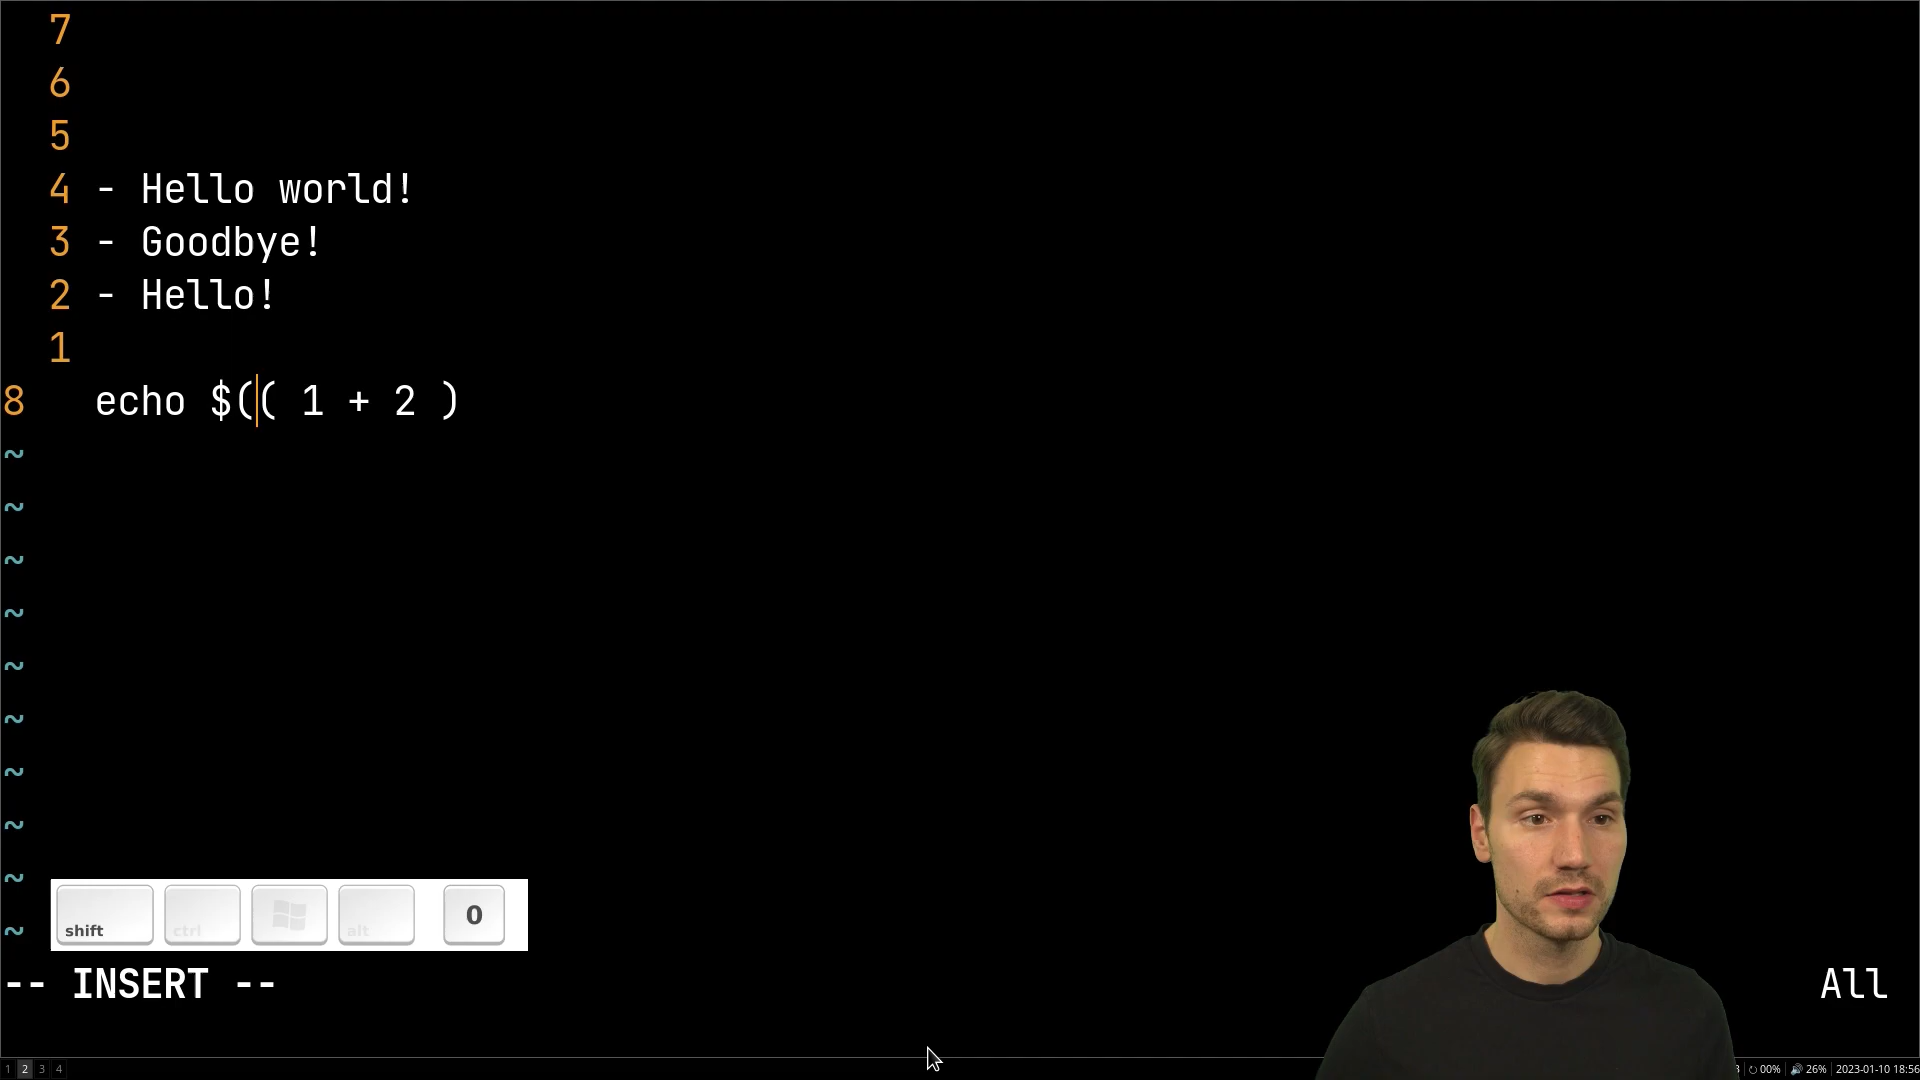 7
6
5
4 - Hello world!
3 - Goodbye!
2 - Hello!
1
8 echo $(( 1 + 2 )
~
~
~
~
~
~
~
~
~
~
shift ctrl alt 0
-- INSERT -- All
1 2 3 4 00% 26% 2023-01-10 18:56